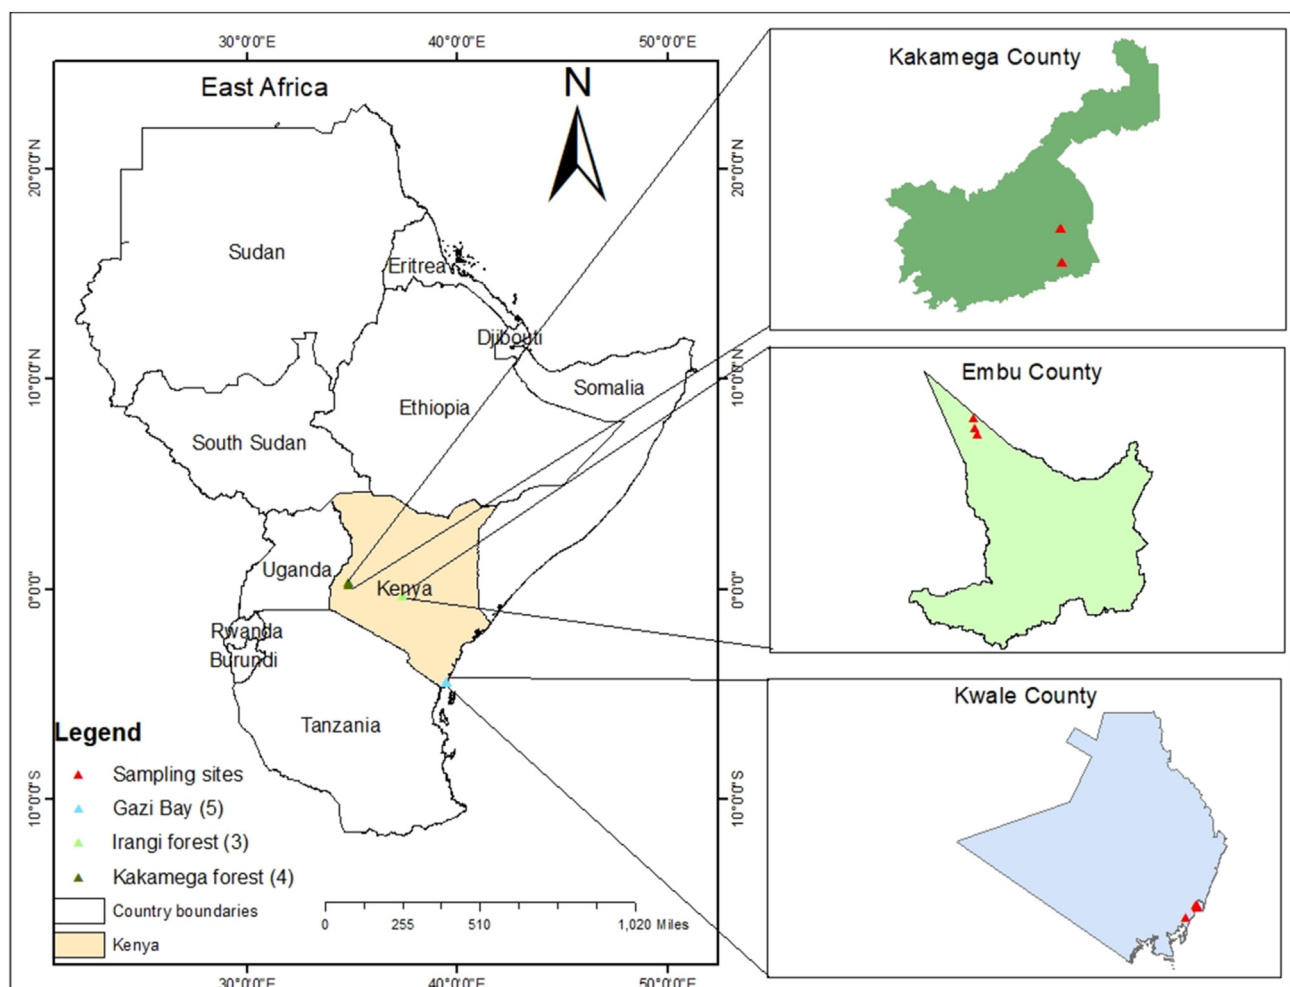 30°0'0"E 40°0'0"E 50°0'0"E
East Africa
N
20°0'0"N
20°0'0"N
Sudan
Eritrea
Djibouti
10°0'0"N
10°0'0"N
Somalia
Ethiopia
South Sudan
Uganda
Kenya
0°0'0"
0°0'0"
Rwanda
Burundi
Tanzania
10°0'0"S
10°0'0"S
Legend
Sampling sites
Gazi Bay (5)
Irangi forest (3)
Kakamega forest (4)
Country boundaries
Kenya
0 255 510 1,020 Miles
30°0'0"E 40°0'0"E 50°0'0"E
Kakamega County
Embu County
Kwale County